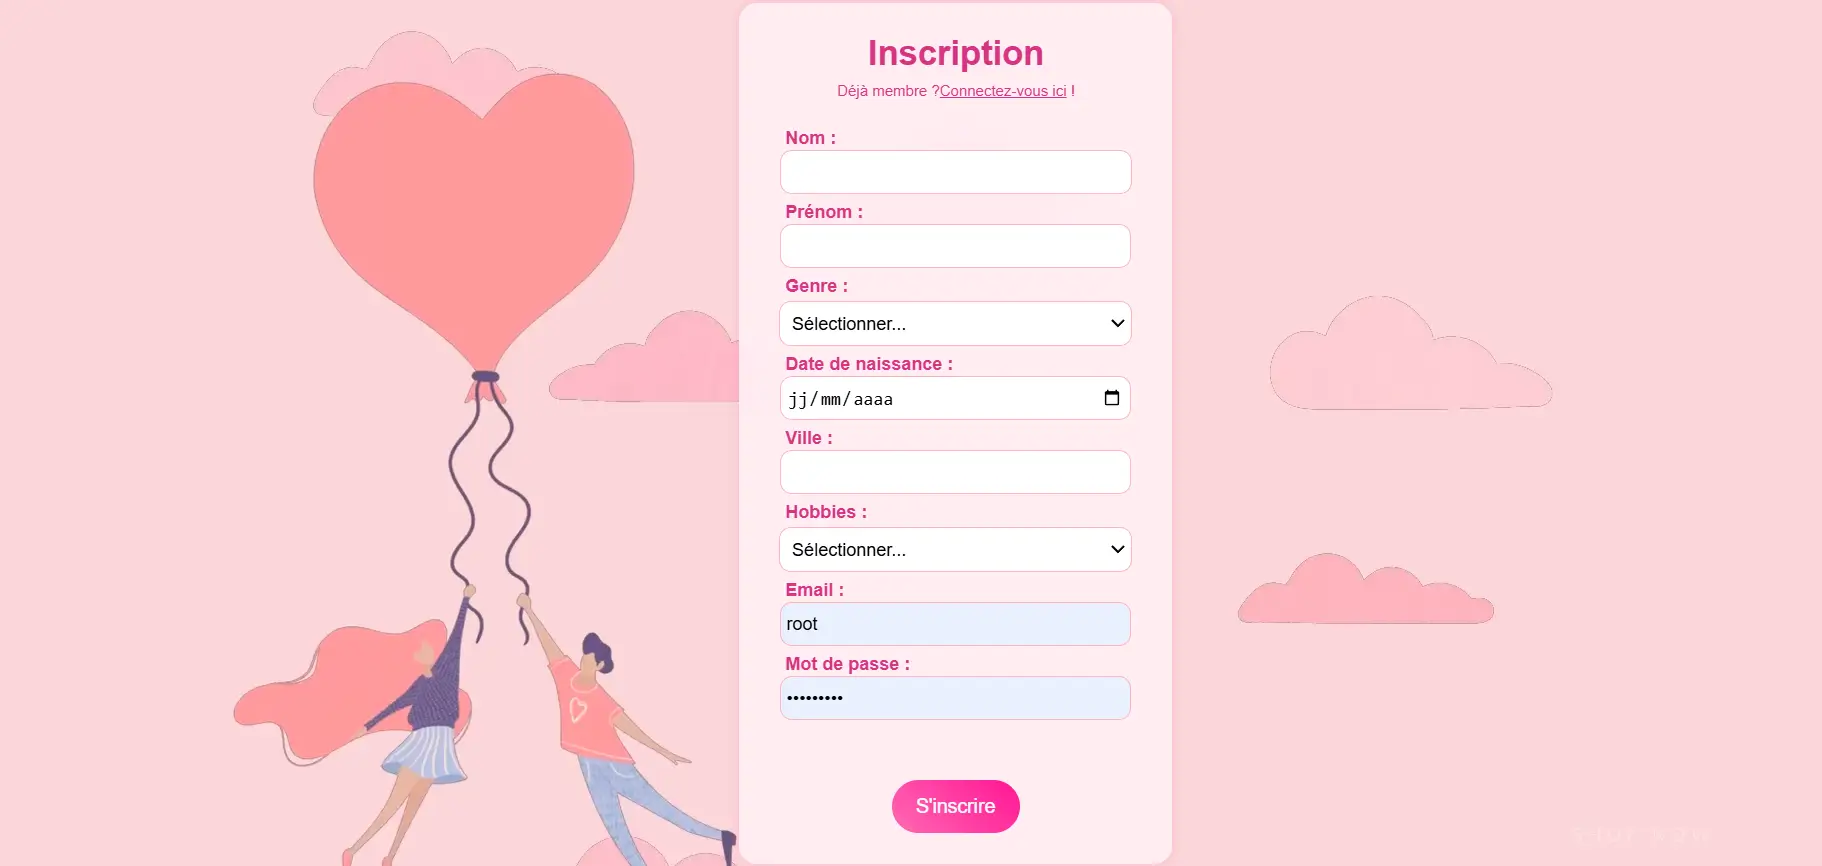 Inscription
Déjà membre ?Connectez-vous ici !
Nom :
Prénom :
Genre :
Sélectionner...
Date de naissance :
jj/mm/aaaa
Ville :
Hobbies :
Sélectionner...
Email :
root
Mot de passe :
•••••••••
S'inscrire